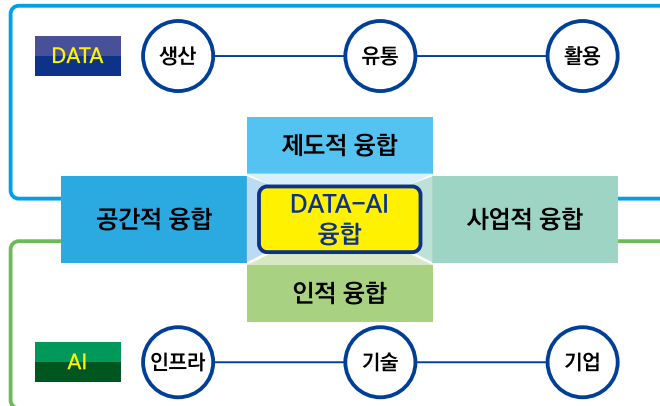 DATA
생산
유통
활용
제도적 융합
공간적 융합
DATA-AI
융합
사업적 융합
인적 융합
AI
인프라
기술
기업